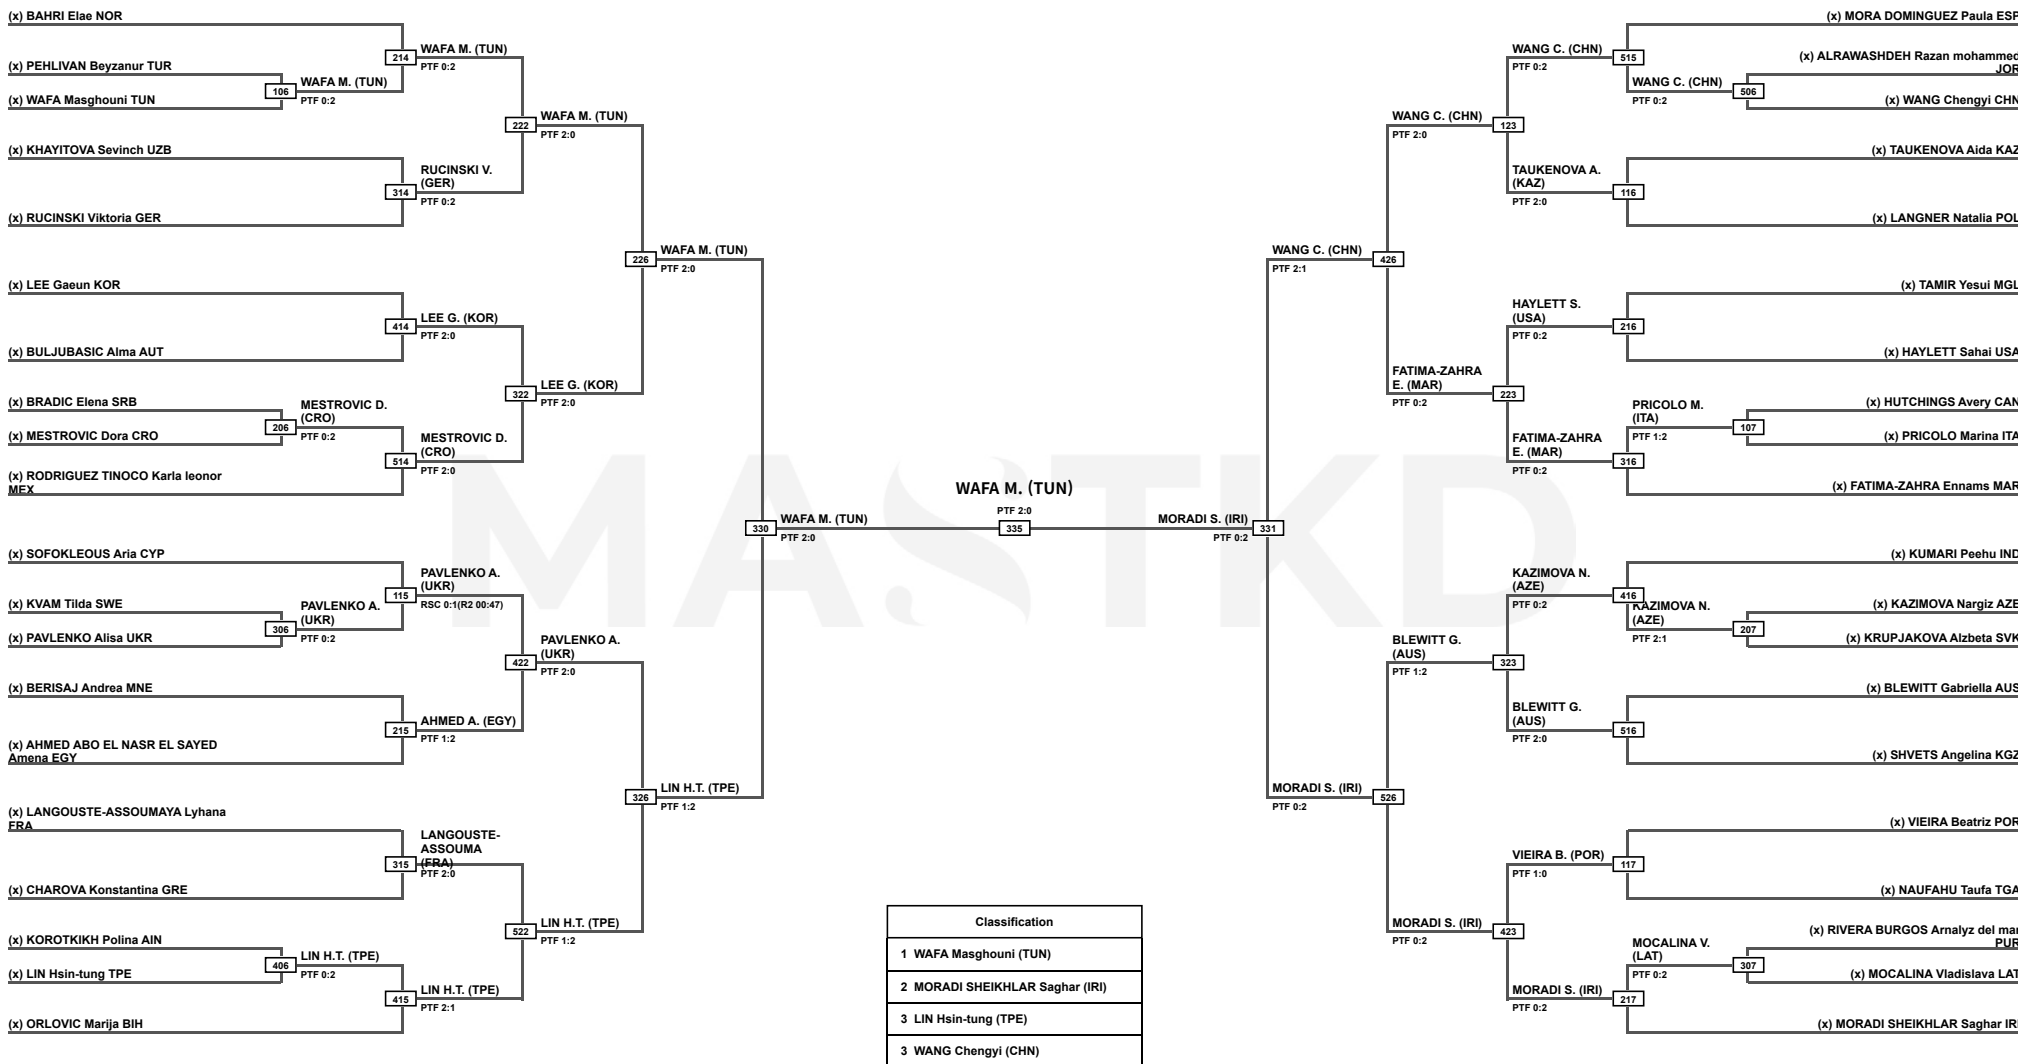 (x) BAHRI Elae NOR
(x) PEHLIVAN Beyzanur TUR
(x) WAFA Masghouni TUN
(x) KHAYITOVA Sevinch UZB
(x) RUCINSKI Viktoria GER
(x) LEE Gaeun KOR
(x) BULJUBASIC Alma AUT
(x) BRADIC Elena SRB
(x) MESTROVIC Dora CRO
(x) RODRIGUEZ TINOCO Karla leonor
MEX
(x) SOFOKLEOUS Aria CYP
(x) KVAM Tilda SWE
(x) PAVLENKO Alisa UKR
(x) BERISAJ Andrea MNE
(x) AHMED ABO EL NASR EL SAYED
Amena EGY
(x) LANGOUSTE-ASSOUMAYA Lyhana
FRA
(x) CHAROVA Konstantina GRE
(x) KOROTKIKH Polina AIN
(x) LIN Hsin-tung TPE
(x) ORLOVIC Marija BIH
106
WAFA M. (TUN)
PTF 0:2
206
MESTROVIC D.
(CRO)
PTF 0:2
306
PAVLENKO A.
(UKR)
PTF 0:2
406
LIN H.T. (TPE)
PTF 0:2
214
WAFA M. (TUN)
PTF 0:2
314
RUCINSKI V.
(GER)
PTF 0:2
414
LEE G. (KOR)
PTF 2:0
514
MESTROVIC D.
(CRO)
PTF 2:0
115
PAVLENKO A.
(UKR)
RSC 0:1(R2 00:47)
215
AHMED A. (EGY)
PTF 1:2
315
LANGOUSTE-
ASSOUMA
(FRA)
PTF 2:0
415
LIN H.T. (TPE)
PTF 2:1
222
WAFA M. (TUN)
PTF 2:0
322
LEE G. (KOR)
PTF 2:0
422
PAVLENKO A.
(UKR)
PTF 2:0
522
LIN H.T. (TPE)
PTF 1:2
226
WAFA M. (TUN)
PTF 2:0
326
LIN H.T. (TPE)
PTF 1:2
330
WAFA M. (TUN)
PTF 2:0
MASTKD
WAFA M. (TUN)
PTF 2:0
335
MORADI S. (IRI)
PTF 0:2
331
WANG C. (CHN)
PTF 2:1
426
MORADI S. (IRI)
PTF 0:2
526
WANG C. (CHN)
PTF 2:0
123
FATIMA-ZAHRA
E. (MAR)
PTF 0:2
223
BLEWITT G.
(AUS)
PTF 1:2
323
MORADI S. (IRI)
PTF 0:2
423
WANG C. (CHN)
PTF 0:2
515
TAUKENOVA A.
(KAZ)
PTF 2:0
116
HAYLETT S.
(USA)
PTF 0:2
216
FATIMA-ZAHRA
E. (MAR)
PTF 0:2
316
KAZIMOVA N.
(AZE)
PTF 0:2
416
BLEWITT G.
(AUS)
PTF 2:0
516
VIEIRA B. (POR)
PTF 1:0
117
MORADI S. (IRI)
PTF 0:2
217
WANG C. (CHN)
PTF 0:2
506
PRICOLO M.
(ITA)
PTF 1:2
107
KAZIMOVA N.
(AZE)
PTF 2:1
207
MOCALINA V.
(LAT)
PTF 0:2
307
(x) MORA DOMINGUEZ Paula ESP
(x) ALRAWASHDEH Razan mohammed
JOR
(x) WANG Chengyi CHN
(x) TAUKENOVA Aida KAZ
(x) LANGNER Natalia POL
(x) TAMIR Yesui MGL
(x) HAYLETT Sahai USA
(x) HUTCHINGS Avery CAN
(x) PRICOLO Marina ITA
(x) FATIMA-ZAHRA Ennams MAR
(x) KUMARI Peehu IND
(x) KAZIMOVA Nargiz AZE
(x) KRUPJAKOVA Alzbeta SVK
(x) BLEWITT Gabriella AUS
(x) SHVETS Angelina KGZ
(x) VIEIRA Beatriz POR
(x) NAUFAHU Taufa TGA
(x) RIVERA BURGOS Arnalyz del mar
PUR
(x) MOCALINA Vladislava LAT
(x) MORADI SHEIKHLAR Saghar IRI
Classification
1 WAFA Masghouni (TUN)
2 MORADI SHEIKHLAR Saghar (IRI)
3 LIN Hsin-tung (TPE)
3 WANG Chengyi (CHN)